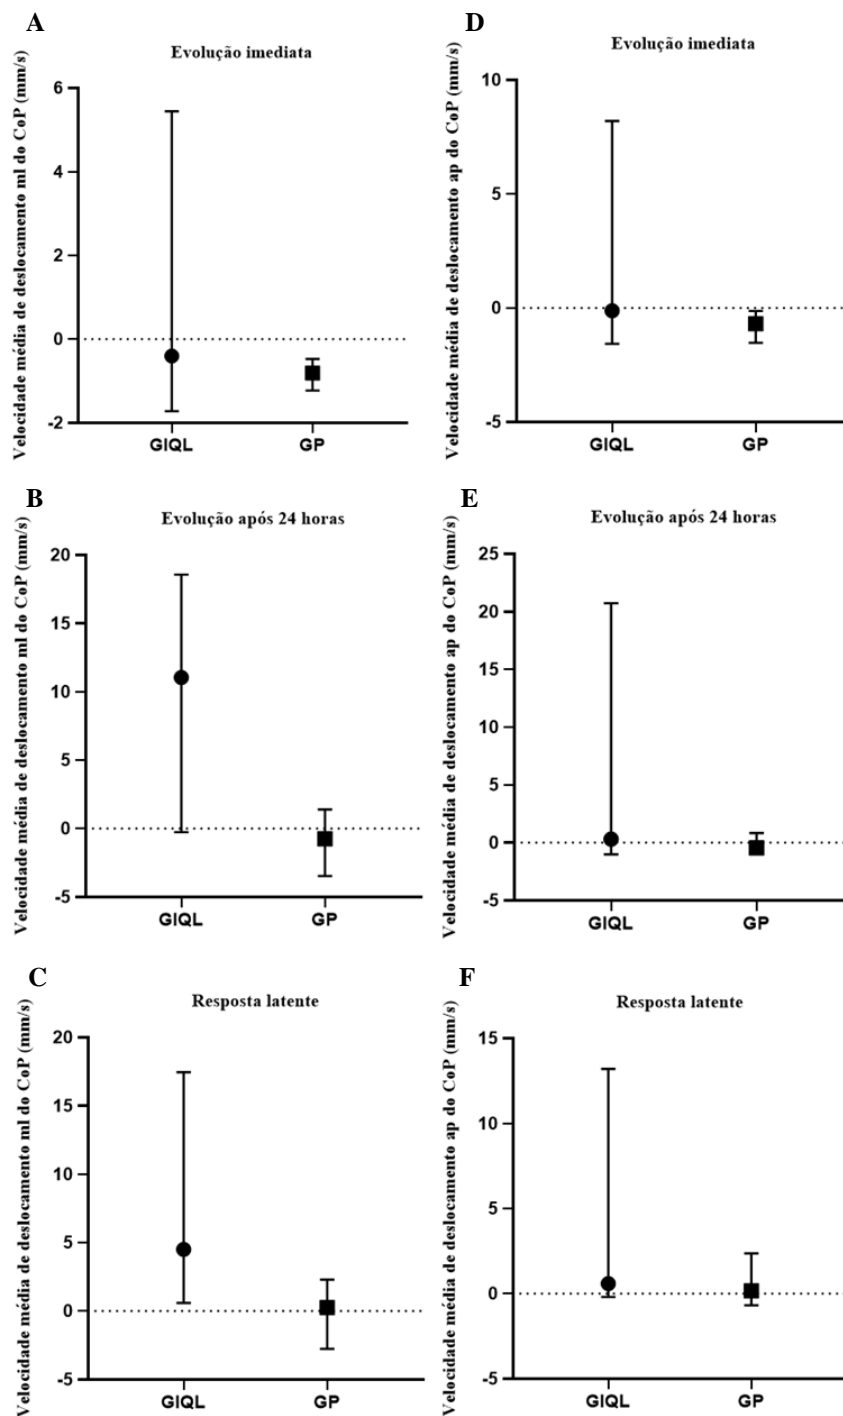 A
Evolução imediata
Velocidade média de deslocamento ml do CoP (mm/s)
6
4
2
0
-2
GIQL GP
D
Evolução imediata
Velocidade média de deslocamento ap do CoP (mm/s)
10
5
0
-5
GIQL GP
B
Evolução após 24 horas
Velocidade média de deslocamento ml do CoP (mm/s)
20
15
10
5
0
-5
GIQL GP
E
Evolução após 24 horas
Velocidade média de deslocamento ap do CoP (mm/s)
25
20
15
10
5
0
-5
GIQL GP
C
Resposta latente
Velocidade média de deslocamento ml do CoP (mm/s)
20
15
10
5
0
-5
GIQL GP
F
Resposta latente
Velocidade média de deslocamento ap do CoP (mm/s)
15
10
5
0
-5
GIQL GP